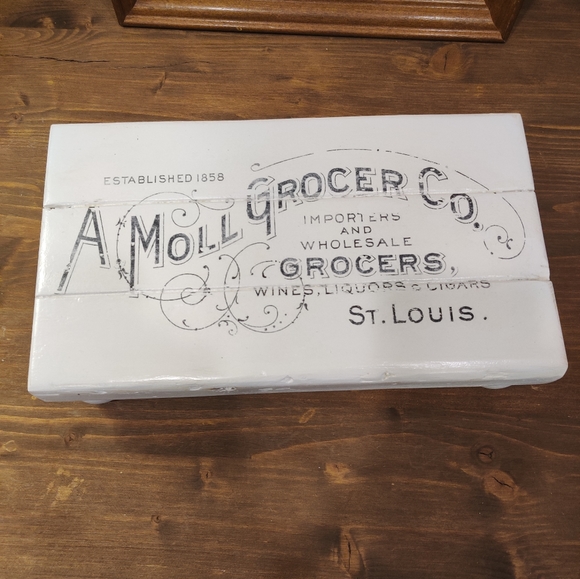 ESTABLISHED 1858
A MOLL GROCER CO.
IMPORTERS
AND
WHOLESALE
GROCERS,
WINES, LIQUORS & CIGARS
ST. LOUIS.